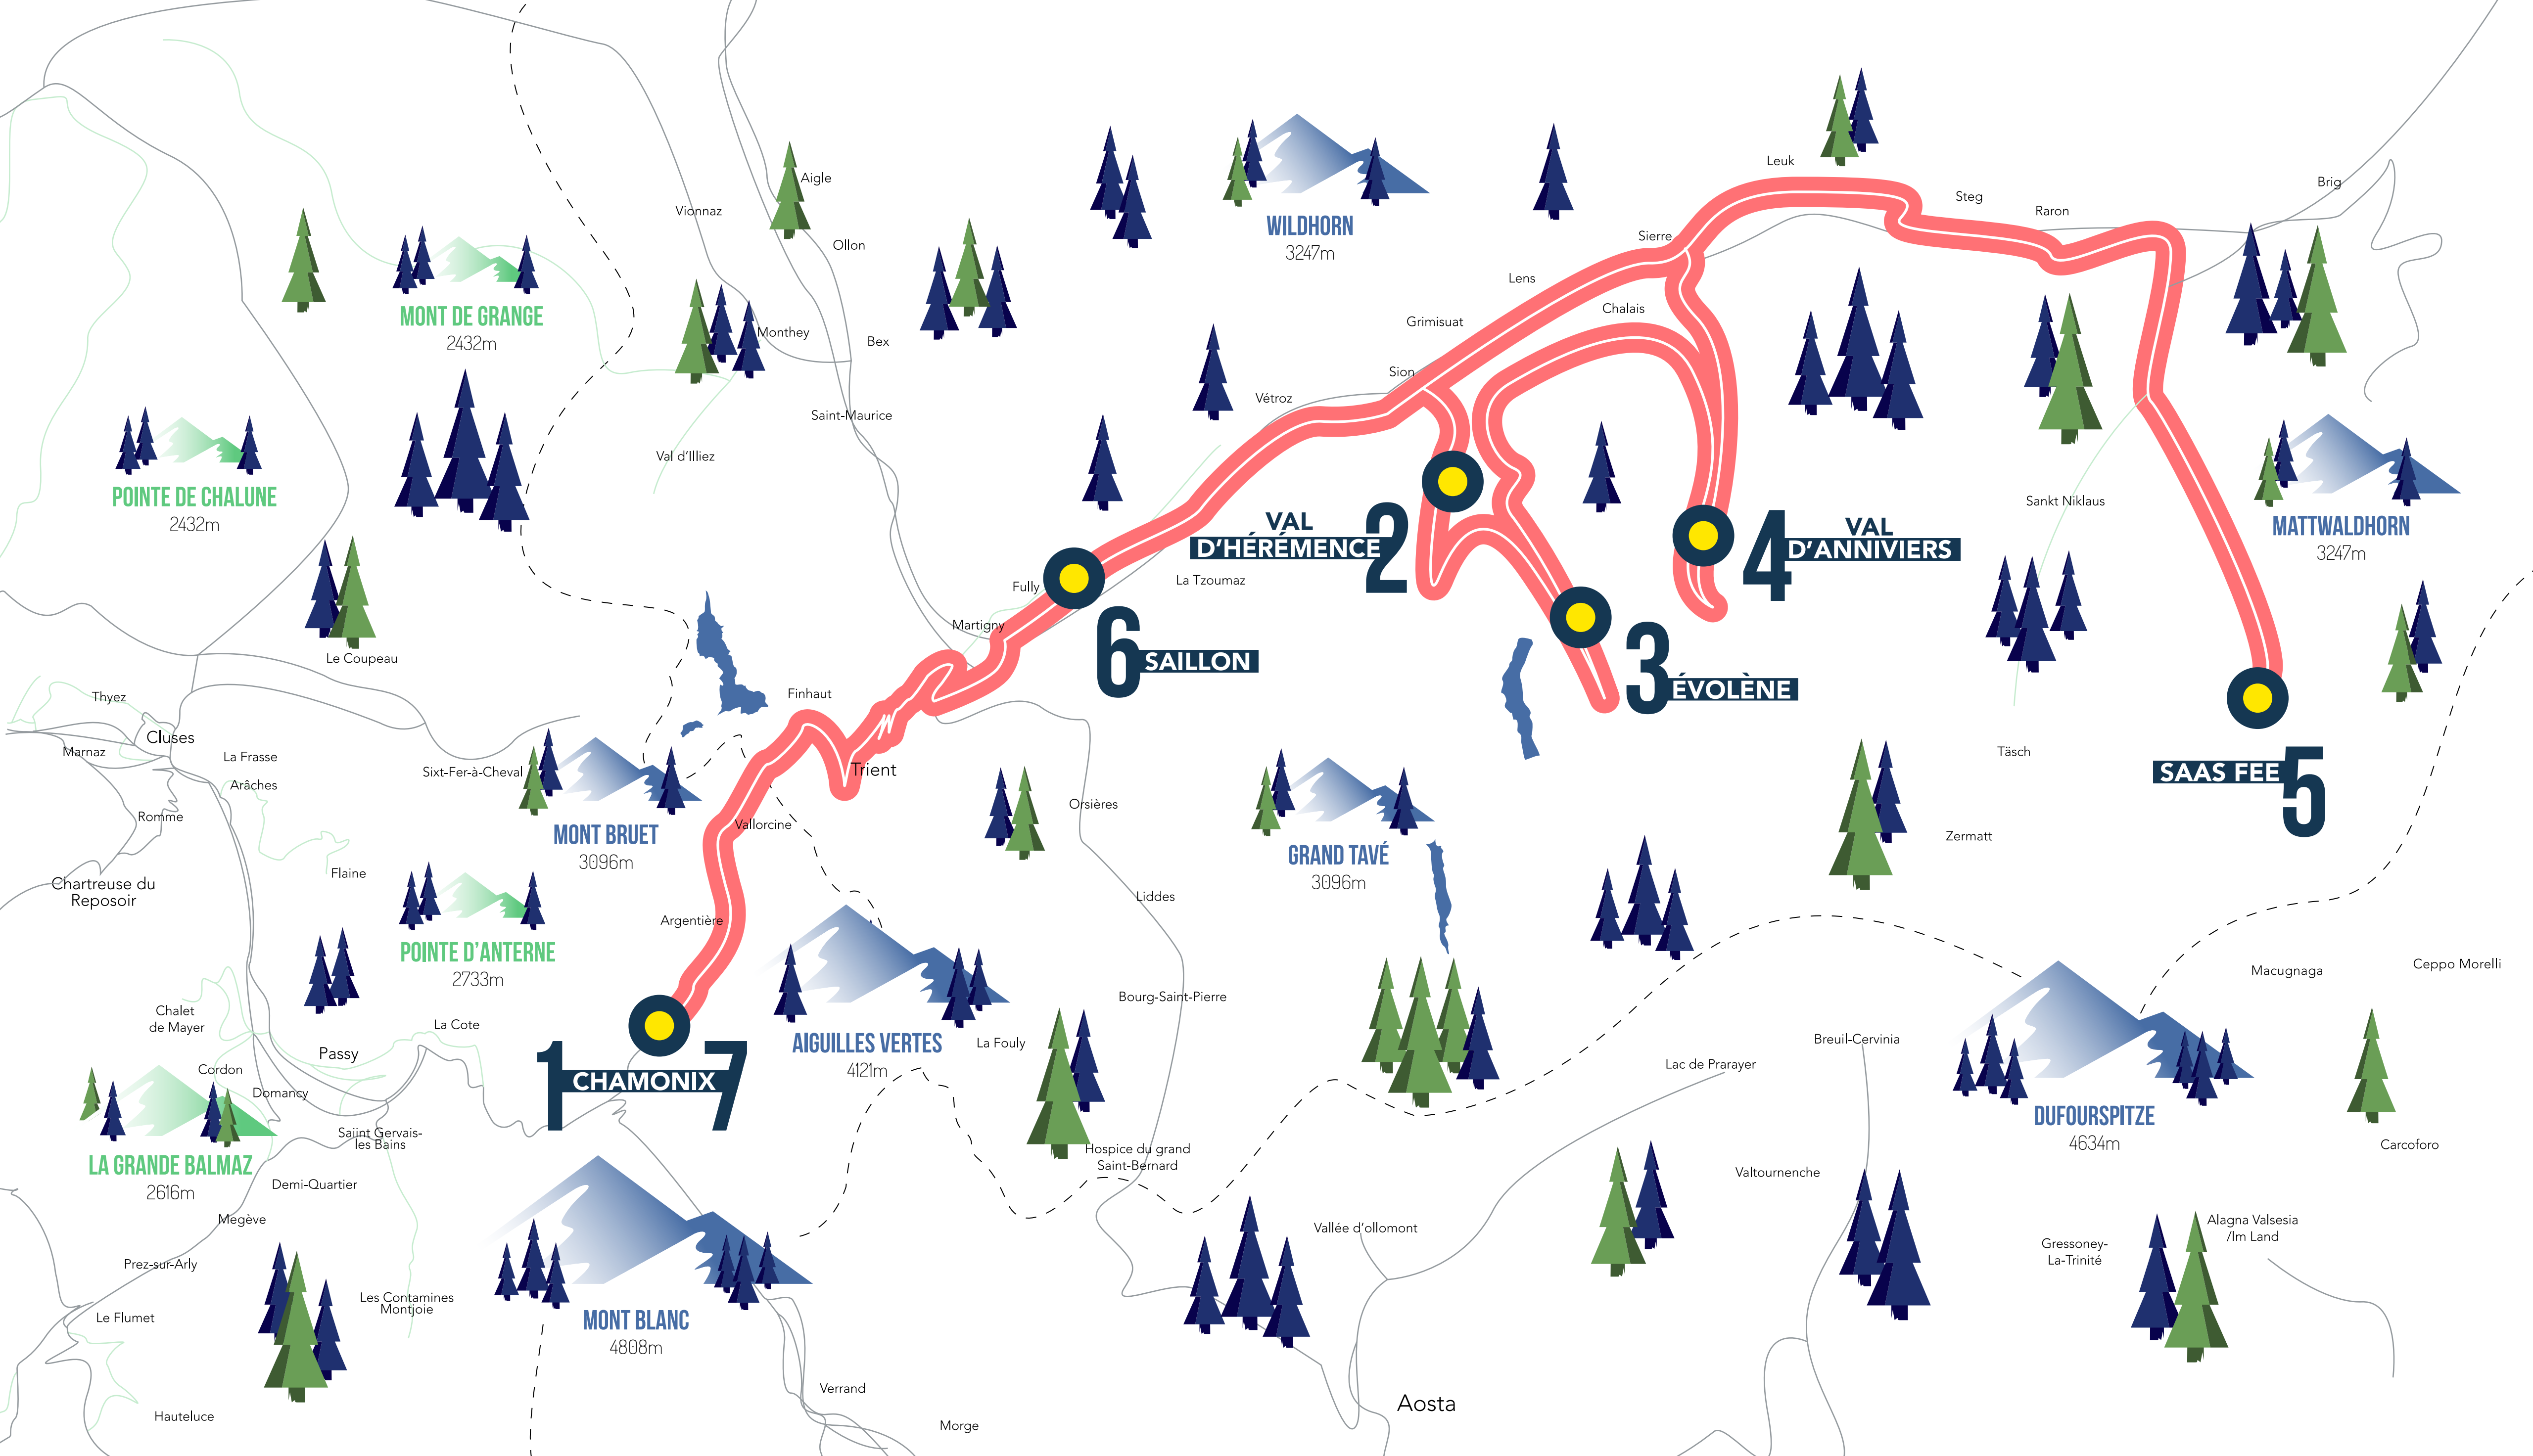 Leuk
Aigle
Brig
Vionnaz
Steg
Raron
WILDHORN
3247m
Sierre
Ollon
Lens
MONT DE GRANGE
2432m
Chalais
Grimisuat
Monthey
Bex
Sion
Vétroz
Saint-Maurice
Val d'Illiez
POINTE DE CHALUNE
2432m
Sankt Niklaus
MATTWALDHORN
3247m
VAL
D'HÉRÉMENCE
2
4
VAL
D'ANNIVIERS
La Tzoumaz
Fully
Martigny
6
SAILLON
3
ÉVOLÈNE
Le Coupeau
Finhaut
Thyez
Cluses
Marnaz
La Frasse
Arâches
Sixt-Fer-à-Cheval
Trient
Täsch
SAAS FEE
5
Orsières
Romme
Vallorcine
MONT BRUET
3096m
GRAND TAVÉ
3096m
Zermatt
Flaine
Chartreuse du
Reposoir
Liddes
Argentière
POINTE D'ANTERNE
2733m
Macugnaga
Ceppo Morelli
Bourg-Saint-Pierre
Chalet
de Mayer
La Cote
AIGUILLES VERTES
4121m
La Fouly
Breuil-Cervinia
Passy
Cordon
Domancy
1
CHAMONIX
7
Lac de Prarayer
DUFOURSPITZE
4634m
Saiint Gervais-
les Bains
Hospice du grand
Saint-Bernard
Carcoforo
LA GRANDE BALMAZ
2616m
Demi-Quartier
Valtournenche
Megève
Vallée d'ollomont
Alagna Valsesia
/Im Land
Gressoney-
La-Trinité
Prez-sur-Arly
Les Contamines
Montjoie
Le Flumet
MONT BLANC
4808m
Verrand
Aosta
Hauteluce
Morge